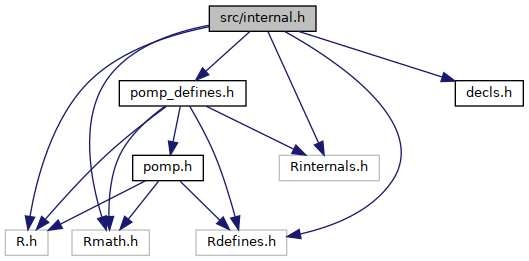 src/internal.h
pomp_defines.h
decls.h
pomp.h
Rinternals.h
R.h
Rmath.h
Rdefines.h